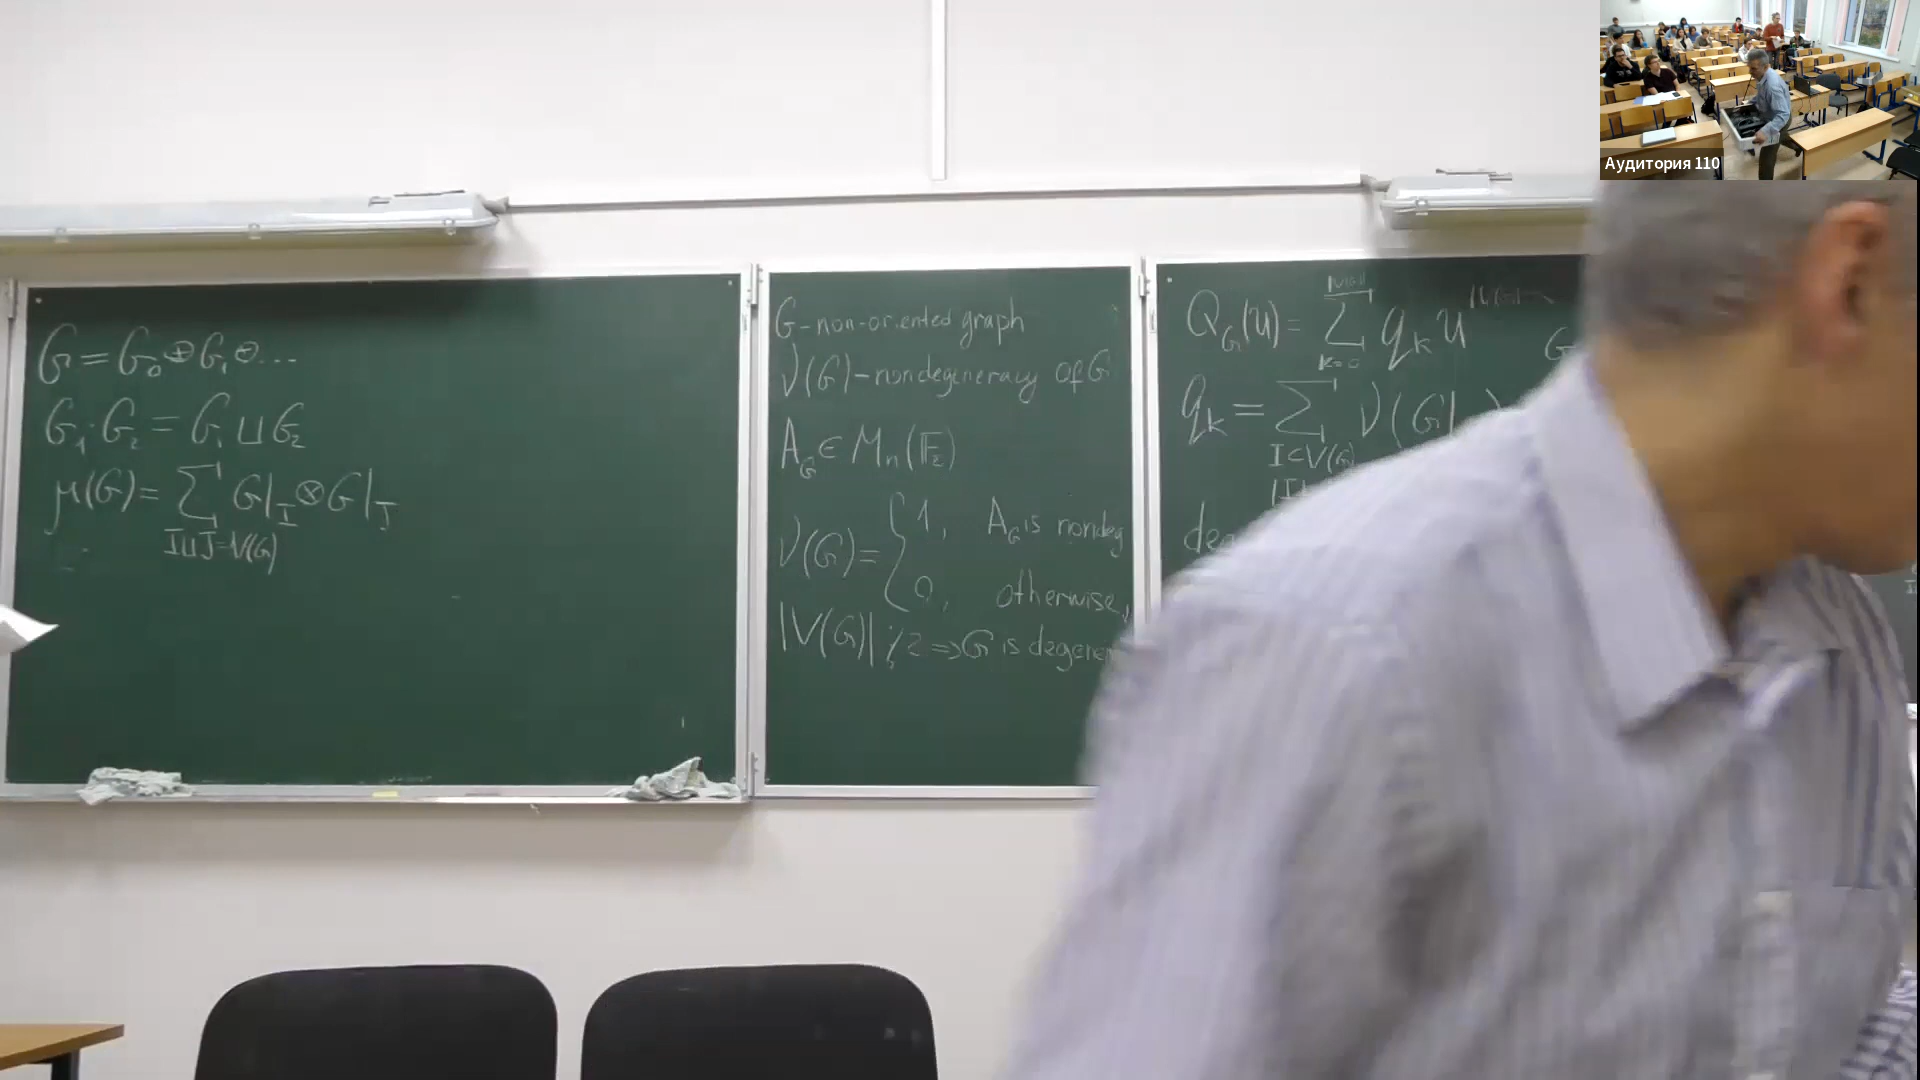 G = G₀ ⊕ G₁ ⊕ ...
G₁·G₂ = G₁ ⊔ G₂
μ(G) = ∑ G|_I ⊗ G|_J
I⊔J=V(G)
G-non-oriented graph
ν(G)-nondegeneracy of G
A_G ∈ M_n(𝔽₂)
ν(G) = { 1, A_G is nondeg
0, otherwise,
|V(G)| ⋮̸ 2 ⇒ G is degener
Q_G(u) = ∑ q_k u
|V(G)|
k=0
G
q_k = ∑ ν(G|
I⊂V(G)
deg
Аудитория 110